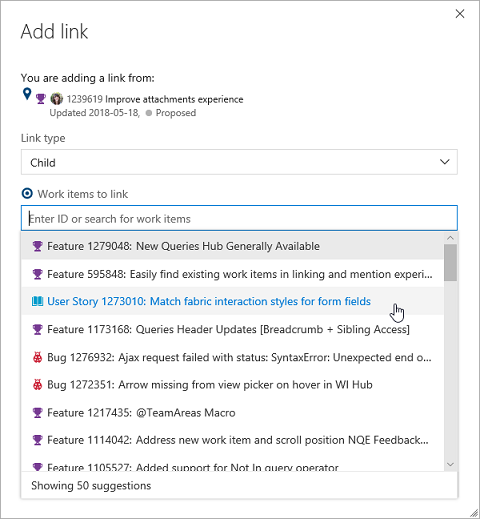 Add link
You are adding a link from:
1239619 Improve attachments experience
Updated 2018-05-18, Proposed
Link type
Child
Work items to link
Enter ID or search for work items
Feature 1279048: New Queries Hub Generally Available
Feature 595848: Easily find existing work items in linking and mention experi...
User Story 1273010: Match fabric interaction styles for form fields
Feature 1173168: Queries Header Updates [Breadcrumb + Sibling Access]
Bug 1276932: Ajax request failed with status: SyntaxError: Unexpected end o...
Bug 1272351: Arrow missing from view picker on hover in WI Hub
Feature 1217435: @TeamAreas Macro
Feature 1114042: Address new work item and scroll position NQE Feedback...
Feature 1105527: Added support for Not In query operator
Showing 50 suggestions